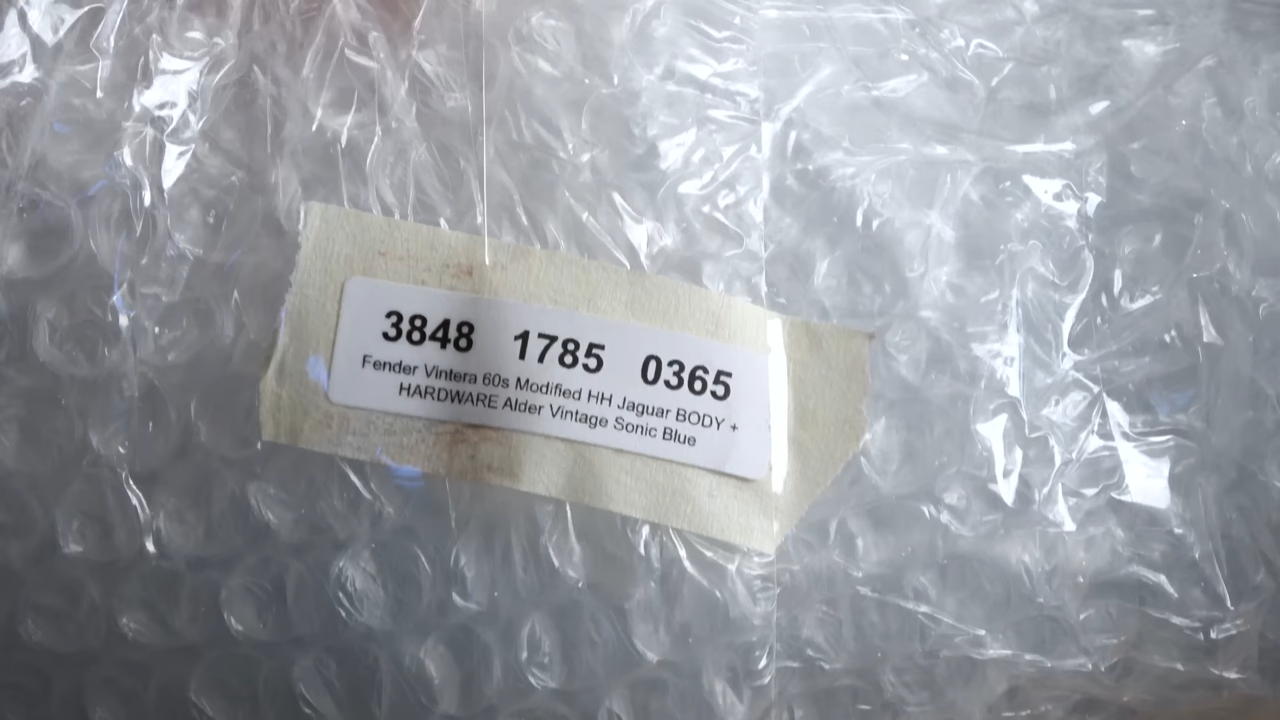 3848 1785 0365
Fender Vintera 60s Modified HH Jaguar BODY +
HARDWARE Alder Vintage Sonic Blue